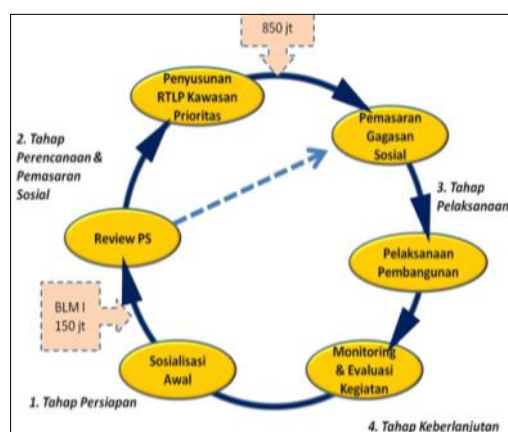 850 jt
Penyusunan
RTLP Kawasan
Prioritas
Pemasaran
Gagasan
Sosial
2. Tahap
Perencanaan &
Pemasaran
Sosial
3. Tahap
Pelaksanaan
Review PS
Pelaksanaan
Pembangunan
BLM I
150 jt
Sosialisasi
Awal
Monitoring
& Evaluasi
Kegiatan
1. Tahap Persiapan
4. Tahap Keberlanjutan